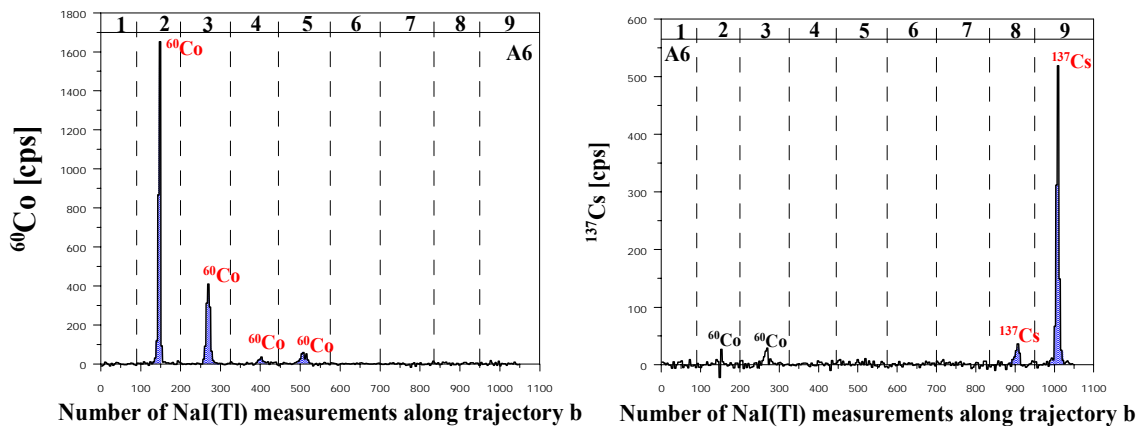 1 2 3 4 5 6 7 8 9
A6
⁶⁰Co
⁶⁰Co
⁶⁰Co
⁶⁰Co
⁶⁰Co [cps]
1800
1600
1400
1200
1000
800
600
400
200
0
0 100 200 300 400 500 600 700 800 900 1000 1100
Number of NaI(Tl) measurements along trajectory b
1 2 3 4 5 6 7 8 9
A6
¹³⁷Cs
⁶⁰Co
⁶⁰Co
¹³⁷Cs
¹³⁷Cs [cps]
600
500
400
300
200
100
0
0 100 200 300 400 500 600 700 800 900 1000 1100
Number of NaI(Tl) measurements along trajectory b